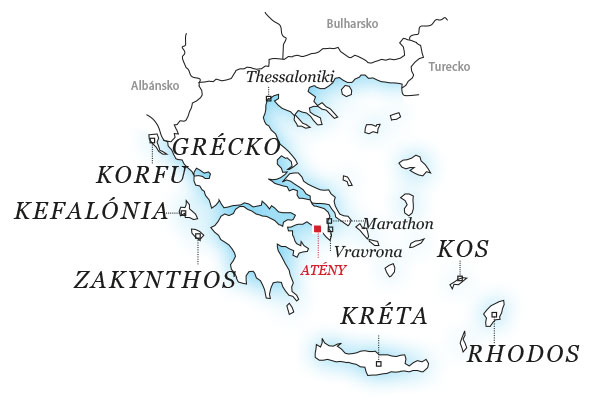 Bulharsko
Turecko
Albánsko
Thessaloniki
GRÉCKO
KORFU
KEFALÓNIA
Marathon
Vravrona
KOS
ATÉNY
ZAKYNTHOS
KRÉTA
RHODOS